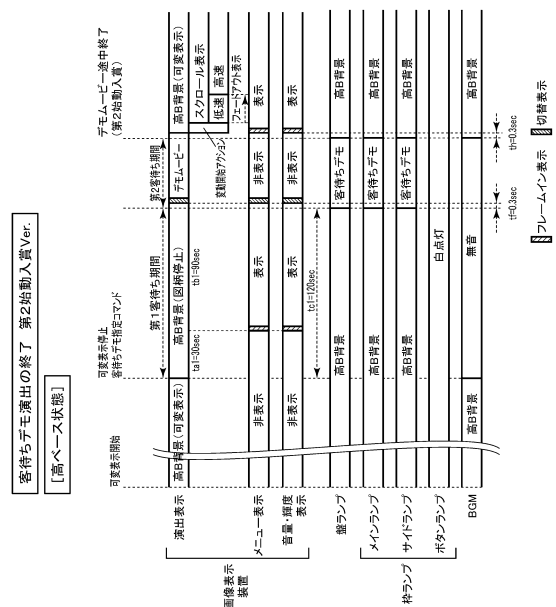 客待ちデモ演出の終了 第2始動入賞Ver.
[高ベース状態]
可変表示開始
可変表示停止
客待ちデモ指定コマンド
デモムービー途中終了
(第2始動入賞)
第1客待ち期間
第2客待ち期間
画像表示
装置
演出表示
高B背景(可変表示)
高B背景(図柄停止)
デモムービー
高B背景(可変表示)
スクロール表示
低速
高速
変動開始アクション
フェードアウト表示
ta1=30sec
tb1=90sec
メニュー表示
非表示
表示
非表示
表示
音量・輝度
表示
非表示
表示
非表示
表示
tc1=120sec
盤ランプ
高B背景
客待ちデモ
高B背景
枠ランプ
メインランプ
高B背景
客待ちデモ
高B背景
サイドランプ
高B背景
客待ちデモ
高B背景
ボタンランプ
白点灯
BGM
高B背景
無音
高B背景
tf=0.3sec
th=0.3sec
フレームイン表示
切替表示